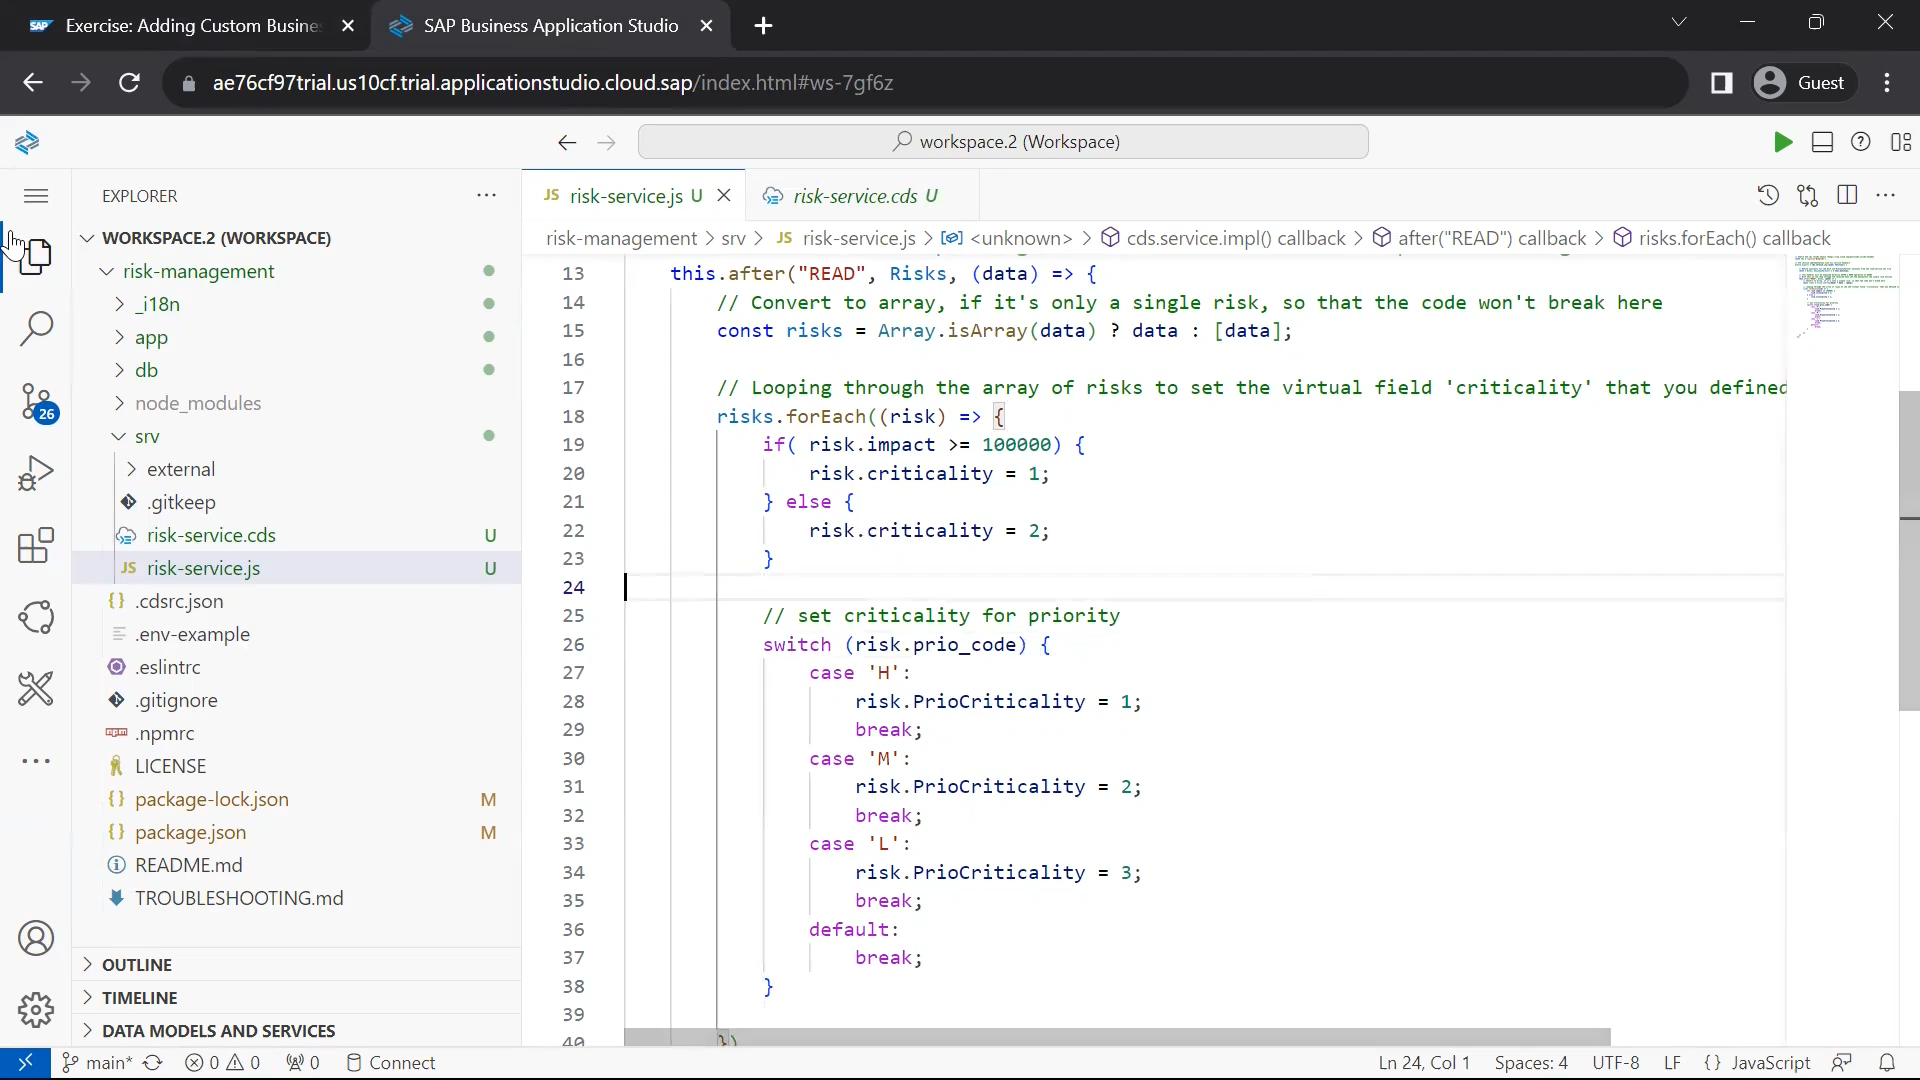 Exercise: Adding Custom Busine
SAP Business Application Studio
ae76cf97trial.us10cf.trial.applicationstudio.cloud.sap/index.html#ws-7gf6z
Guest
workspace.2 (Workspace)
EXPLORER
JS risk-service.js U
risk-service.cds U
WORKSPACE.2 (WORKSPACE)
risk-management > srv > JS risk-service.js > <unknown> > cds.service.impl() callback > after("READ") callback > risks.forEach() callback
risk-management
_i18n
app
db
node_modules
srv
external
.gitkeep
risk-service.cds U
JS risk-service.js U
{} .cdsrc.json
.env-example
.eslintrc
.gitignore
.npmrc
LICENSE
{} package-lock.json M
{} package.json M
README.md
TROUBLESHOOTING.md
OUTLINE
TIMELINE
DATA MODELS AND SERVICES
26
13 this.after("READ", Risks, (data) => {
14 // Convert to array, if it's only a single risk, so that the code won't break here
15 const risks = Array.isArray(data) ? data : [data];
16
17 // Looping through the array of risks to set the virtual field 'criticality' that you defined
18 risks.forEach((risk) => {
19 if( risk.impact >= 100000) {
20 risk.criticality = 1;
21 } else {
22 risk.criticality = 2;
23 }
24
25 // set criticality for priority
26 switch (risk.prio_code) {
27 case 'H':
28 risk.PrioCriticality = 1;
29 break;
30 case 'M':
31 risk.PrioCriticality = 2;
32 break;
33 case 'L':
34 risk.PrioCriticality = 3;
35 break;
36 default:
37 break;
38 }
39
40 })
main* 0 0 0 Connect
Ln 24, Col 1 Spaces: 4 UTF-8 LF {} JavaScript